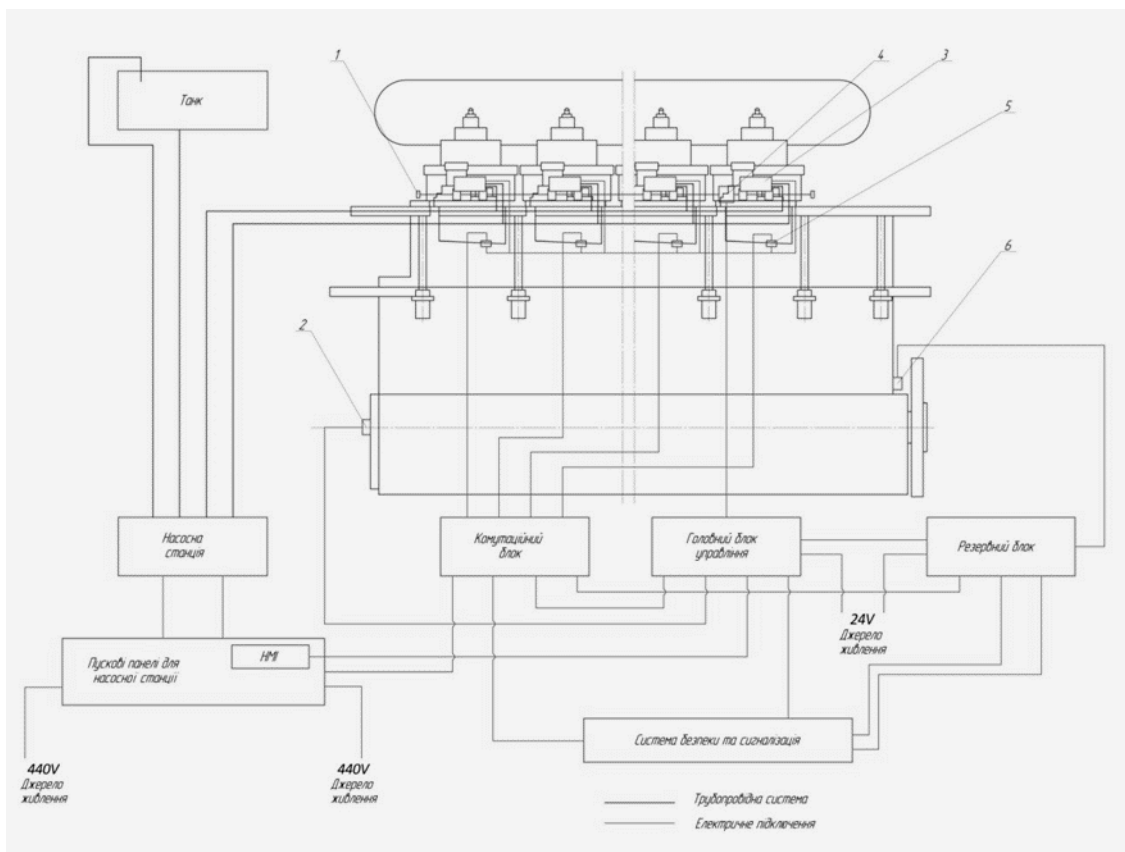 1
4
3
Танк
5
6
2
Насосна
станція
Комутаційний
блок
Головний блок
управління
Резервний блок
24V
Джерело
живлення
HMI
Пускові панелі для
насосної станції
Система безпеки та сигналізація
440V
Джерело
живлення
440V
Джерело
живлення
Трубопровідна система
Електричне підключення